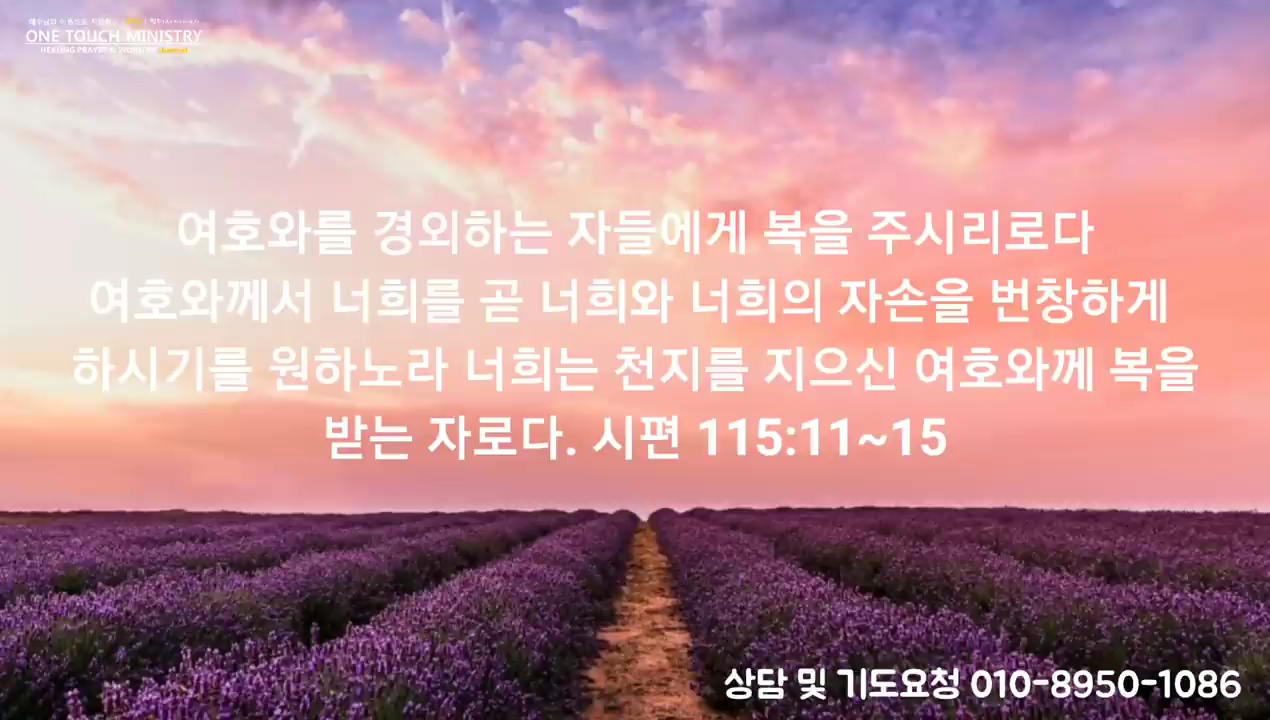 ONE TOUCH MINISTRY
HEALING PRAYER & WORSHIP channel
여호와를 경외하는 자들에게 복을 주시리로다
여호와께서 너희를 곧 너희와 너희의 자손을 번창하게
하시기를 원하노라 너희는 천지를 지으신 여호와께 복을
받는 자로다. 시편 115:11~15
상담 및 기도요청 010-8950-1086